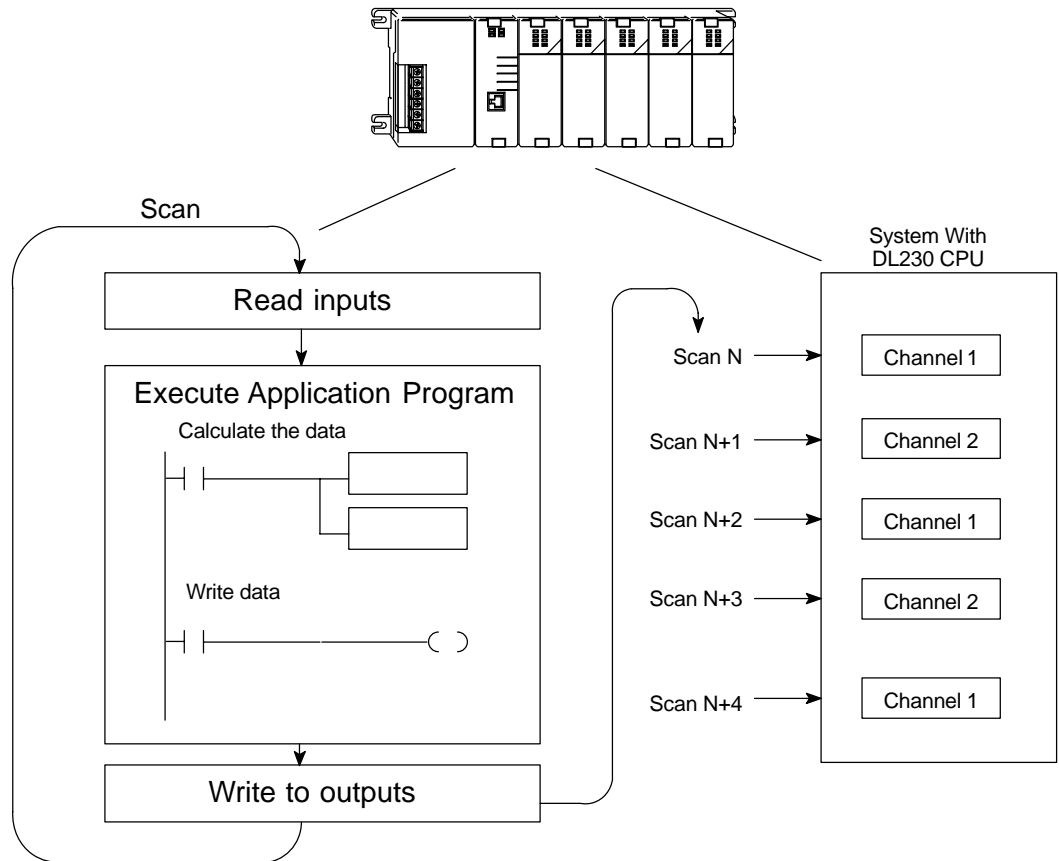 Scan
System With
DL230 CPU
Read inputs
Execute Application Program
Calculate the data
Write data
Write to outputs
Scan N
Channel 1
Scan N+1
Channel 2
Scan N+2
Channel 1
Scan N+3
Channel 2
Scan N+4
Channel 1